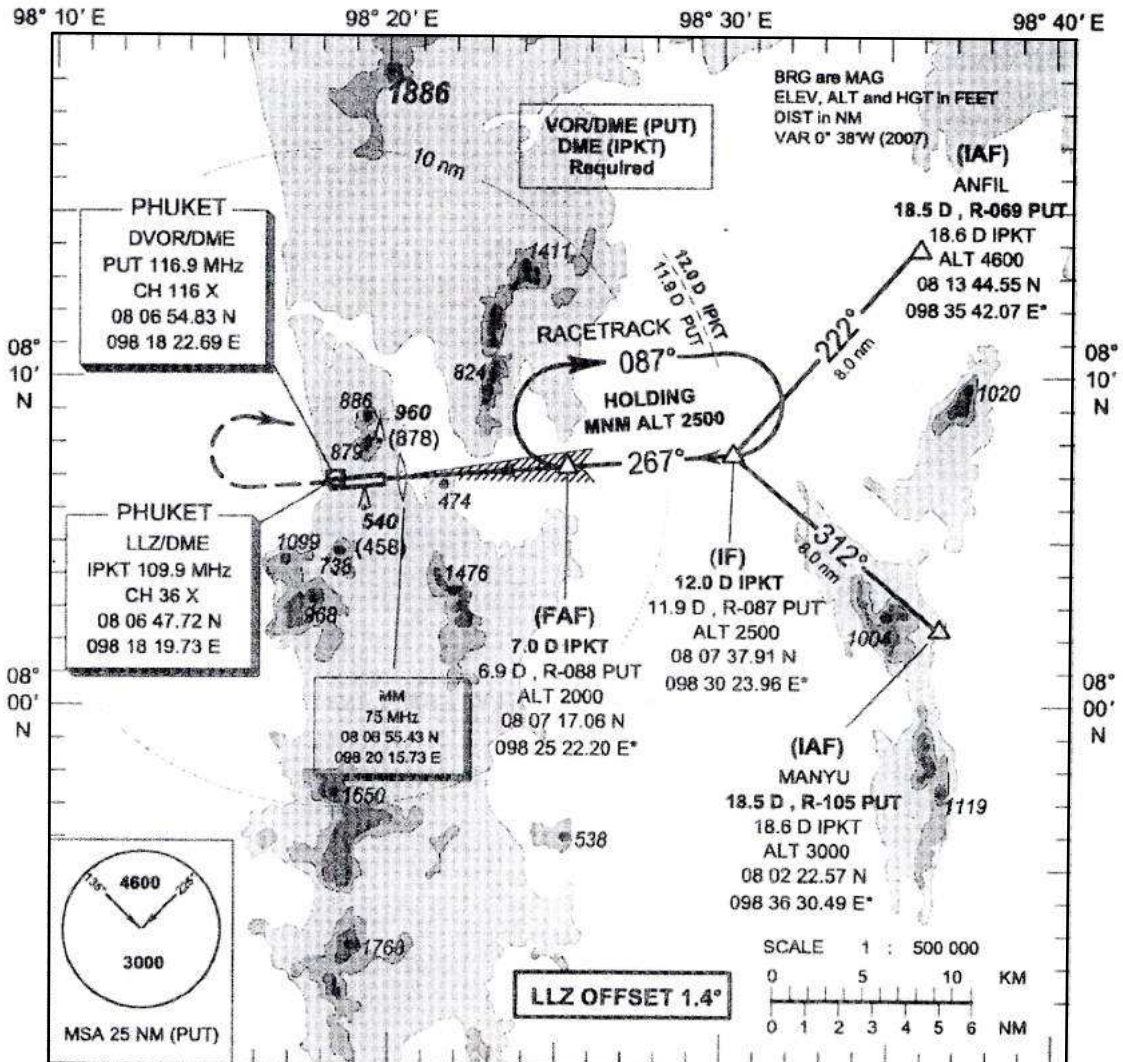 98° 10' E
98° 20' E
98° 30' E
98° 40' E
1886
10 nm
VOR/DME (PUT)
DME (IPKT)
Required
BRG are MAG
ELEV, ALT and HGT in FEET
DIST in NM
VAR 0° 38'W (2007)
(IAF)
ANFIL
18.5 D , R-069 PUT
18.6 D IPKT
ALT 4600
08 13 44.55 N
098 35 42.07 E*
PHUKET
DVOR/DME
PUT 116.9 MHz
CH 116 X
08 06 54.83 N
098 18 22.69 E
1411
12.0 D IPKT
11.9 D PUT
RACETRACK
087°
HOLDING
MNM ALT 2500
222°
8.0 nm
08°
10'
N
08°
10'
N
824
886
960
(878)
879
1020
267°
474
540
(458)
PHUKET
LLZ/DME
IPKT 109.9 MHz
CH 36 X
08 06 47.72 N
098 18 19.73 E
1099
738
968
1476
312°
8.0 nm
1004
(FAF)
7.0 D IPKT
6.9 D , R-088 PUT
ALT 2000
08 07 17.06 N
098 25 22.20 E*
(IF)
12.0 D IPKT
11.9 D , R-087 PUT
ALT 2500
08 07 37.91 N
098 30 23.96 E*
08°
00'
N
08°
00'
N
MM
75 MHz
08 08 55.43 N
098 20 15.73 E
(IAF)
MANYU
18.5 D , R-105 PUT
18.6 D IPKT
ALT 3000
08 02 22.57 N
098 36 30.49 E*
1650
538
1119
1760
135°
4600
225°
3000
MSA 25 NM (PUT)
LLZ OFFSET 1.4°
SCALE 1 : 500 000
0 5 10 KM
0 1 2 3 4 5 6 NM